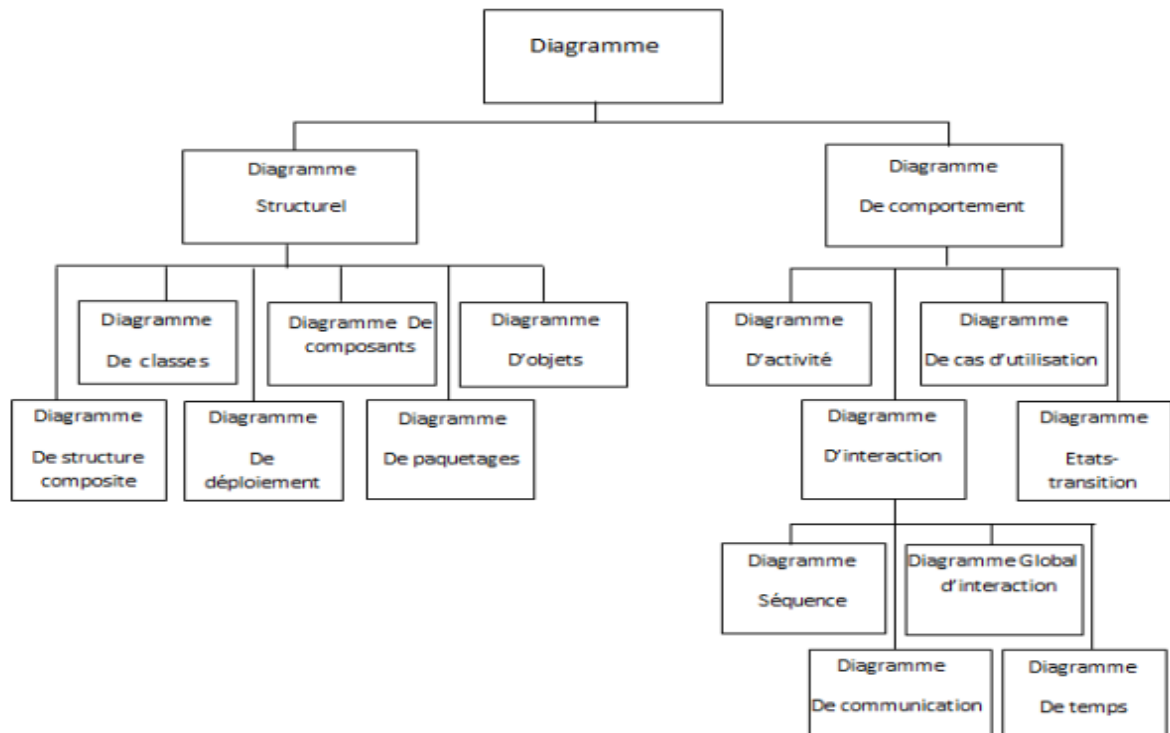 Diagramme
Diagramme
Structurel
Diagramme
De comportement
Diagramme
De classes
Diagramme De
composants
Diagramme
D'objets
Diagramme
D'activité
Diagramme
De cas d'utilisation
Diagramme
De structure
composite
Diagramme
De
déploiement
Diagramme
De paquetages
Diagramme
D'interaction
Diagramme
Etats-
transition
Diagramme
Séquence
Diagramme Global
d'interaction
Diagramme
De communication
Diagramme
De temps